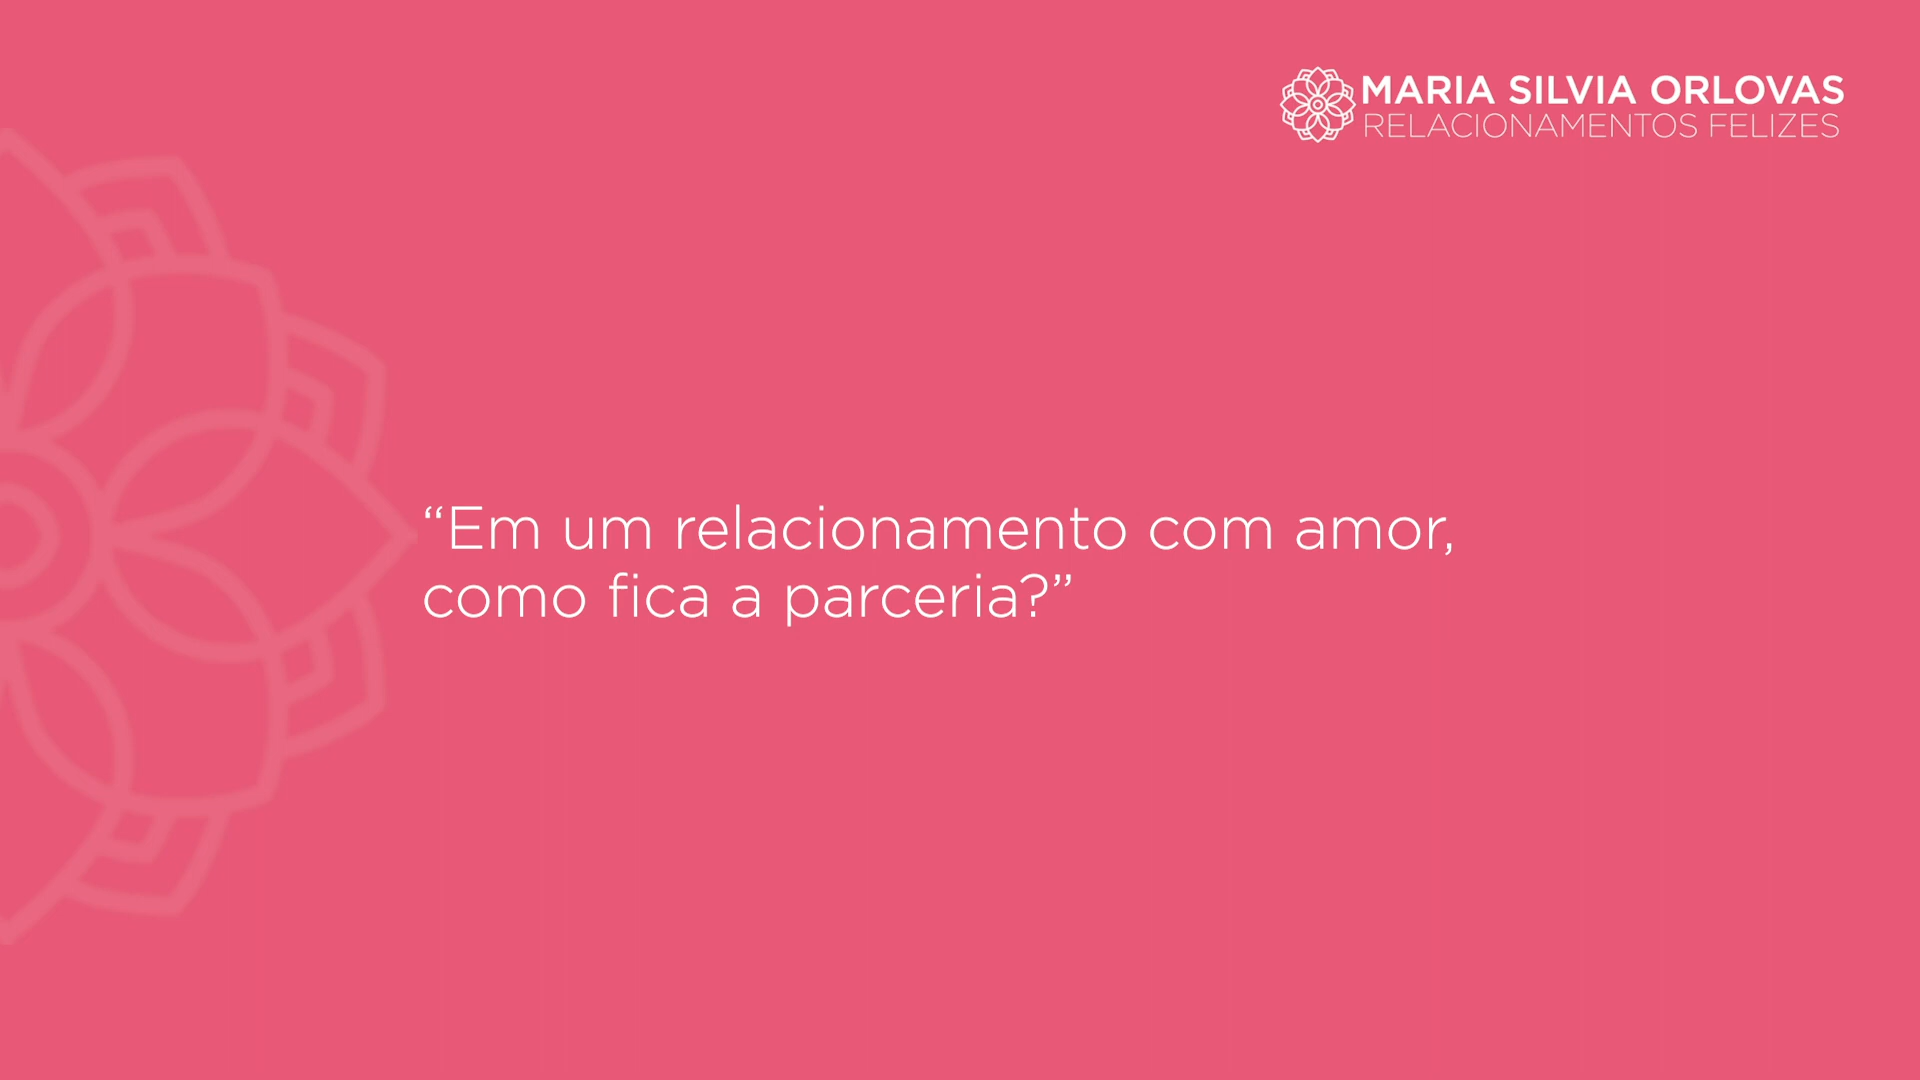 MARIA SILVIA ORLOVAS
RELACIONAMENTOS FELIZES
“Em um relacionamento com amor,
como fica a parceria?”